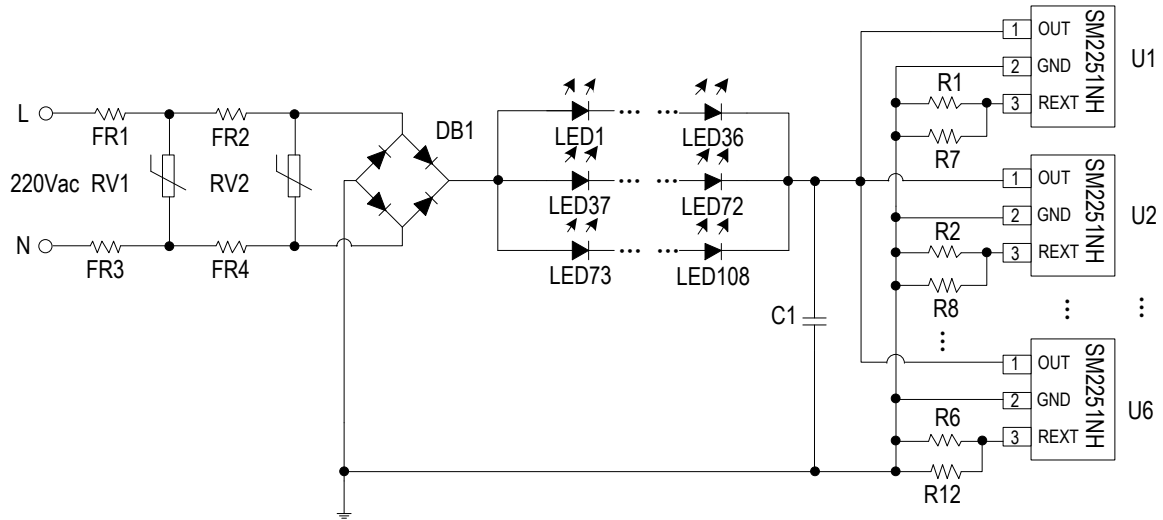 SM2251NH
1 OUT
2 GND
3 REXT
U1
R1
R7
L
FR1
FR2
DB1
LED1
LED36
220Vac
RV1
RV2
LED37
LED72
N
FR3
FR4
LED73
LED108
SM2251NH
1 OUT
2 GND
3 REXT
U2
R2
R8
C1
SM2251NH
1 OUT
2 GND
3 REXT
U6
R6
R12